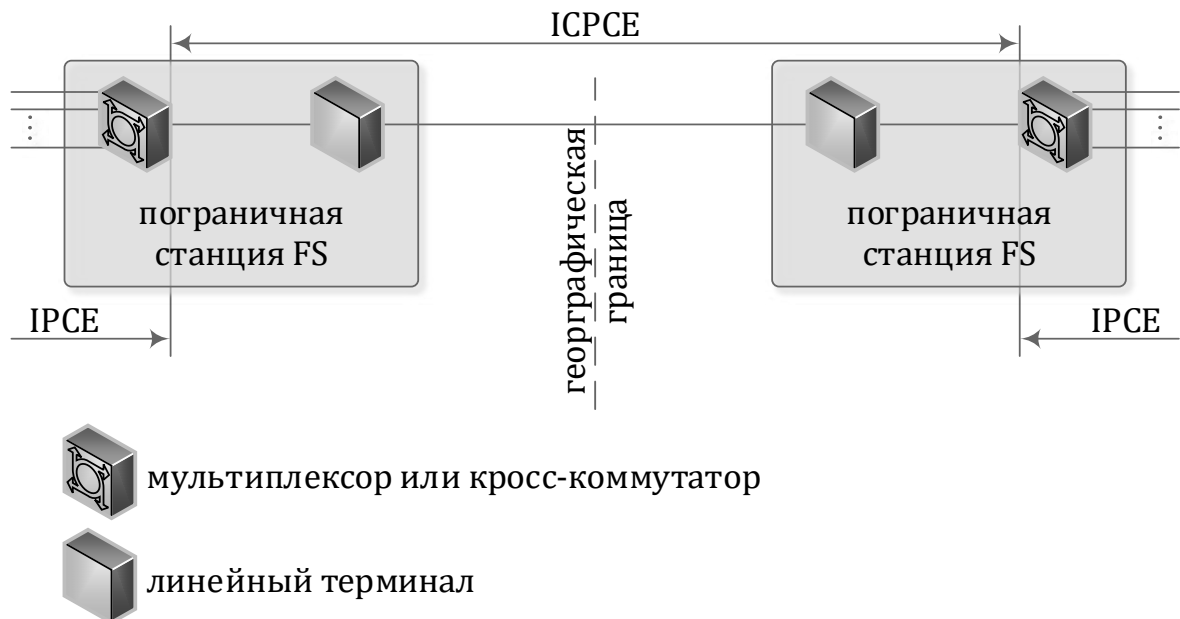 ICPCE
пограничная
станция FS
георграфическая
граница
пограничная
станция FS
IPCE
IPCE
мультиплексор или кросс-коммутатор
линейный терминал